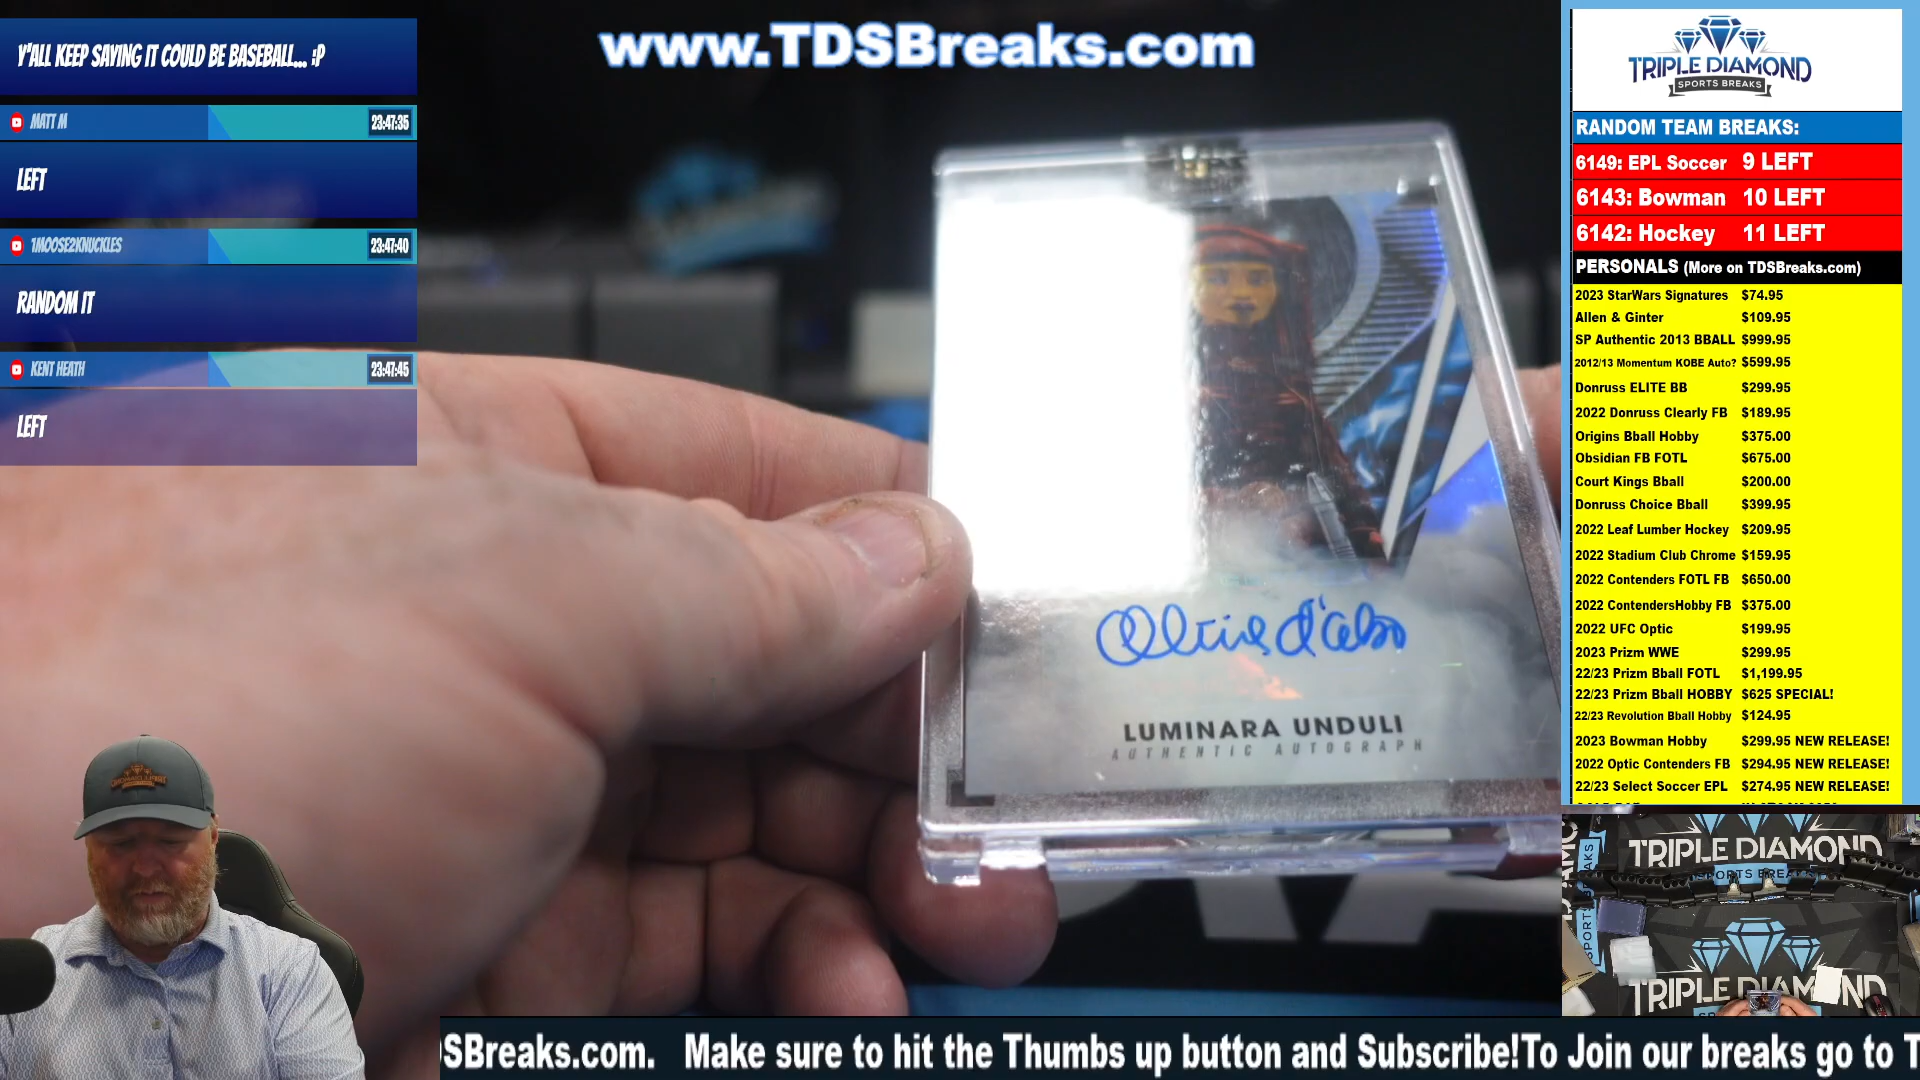 Y'ALL KEEP SAYING IT COULD BE BASEBALL... :P
MATT M 23:47:35
LEFT
1MOOSE2KNUCKLES 23:47:40
RANDOM IT
KENT HEATH 23:47:45
LEFT
www.TDSBreaks.com
Olivia d'Abo
LUMINARA UNDULI
AUTHENTIC AUTOGRAPH
TRIPLE DIAMOND
SPORTS BREAKS
RANDOM TEAM BREAKS:
6149: EPL Soccer 9 LEFT
6143: Bowman 10 LEFT
6142: Hockey 11 LEFT
PERSONALS (More on TDSBreaks.com)
2023 StarWars Signatures $74.95
Allen & Ginter $109.95
SP Authentic 2013 BBALL $999.95
2012/13 Momentum KOBE Auto? $599.95
Donruss ELITE BB $299.95
2022 Donruss Clearly FB $189.95
Origins Bball Hobby $375.00
Obsidian FB FOTL $675.00
Court Kings Bball $200.00
Donruss Choice Bball $399.95
2022 Leaf Lumber Hockey $209.95
2022 Stadium Club Chrome $159.95
2022 Contenders FOTL FB $650.00
2022 ContendersHobby FB $375.00
2022 UFC Optic $199.95
2023 Prizm WWE $299.95
22/23 Prizm Bball FOTL $1,199.95
22/23 Prizm Bball HOBBY $625 SPECIAL!
22/23 Revolution Bball Hobby $124.95
2023 Bowman Hobby $299.95 NEW RELEASE!
2022 Optic Contenders FB $294.95 NEW RELEASE!
22/23 Select Soccer EPL $274.95 NEW RELEASE!
TRIPLE DIAMOND
SPORTS BREAKS
TRIPLE DIAMOND
SBreaks.com. Make sure to hit the Thumbs up button and Subscribe!To Join our breaks go to T